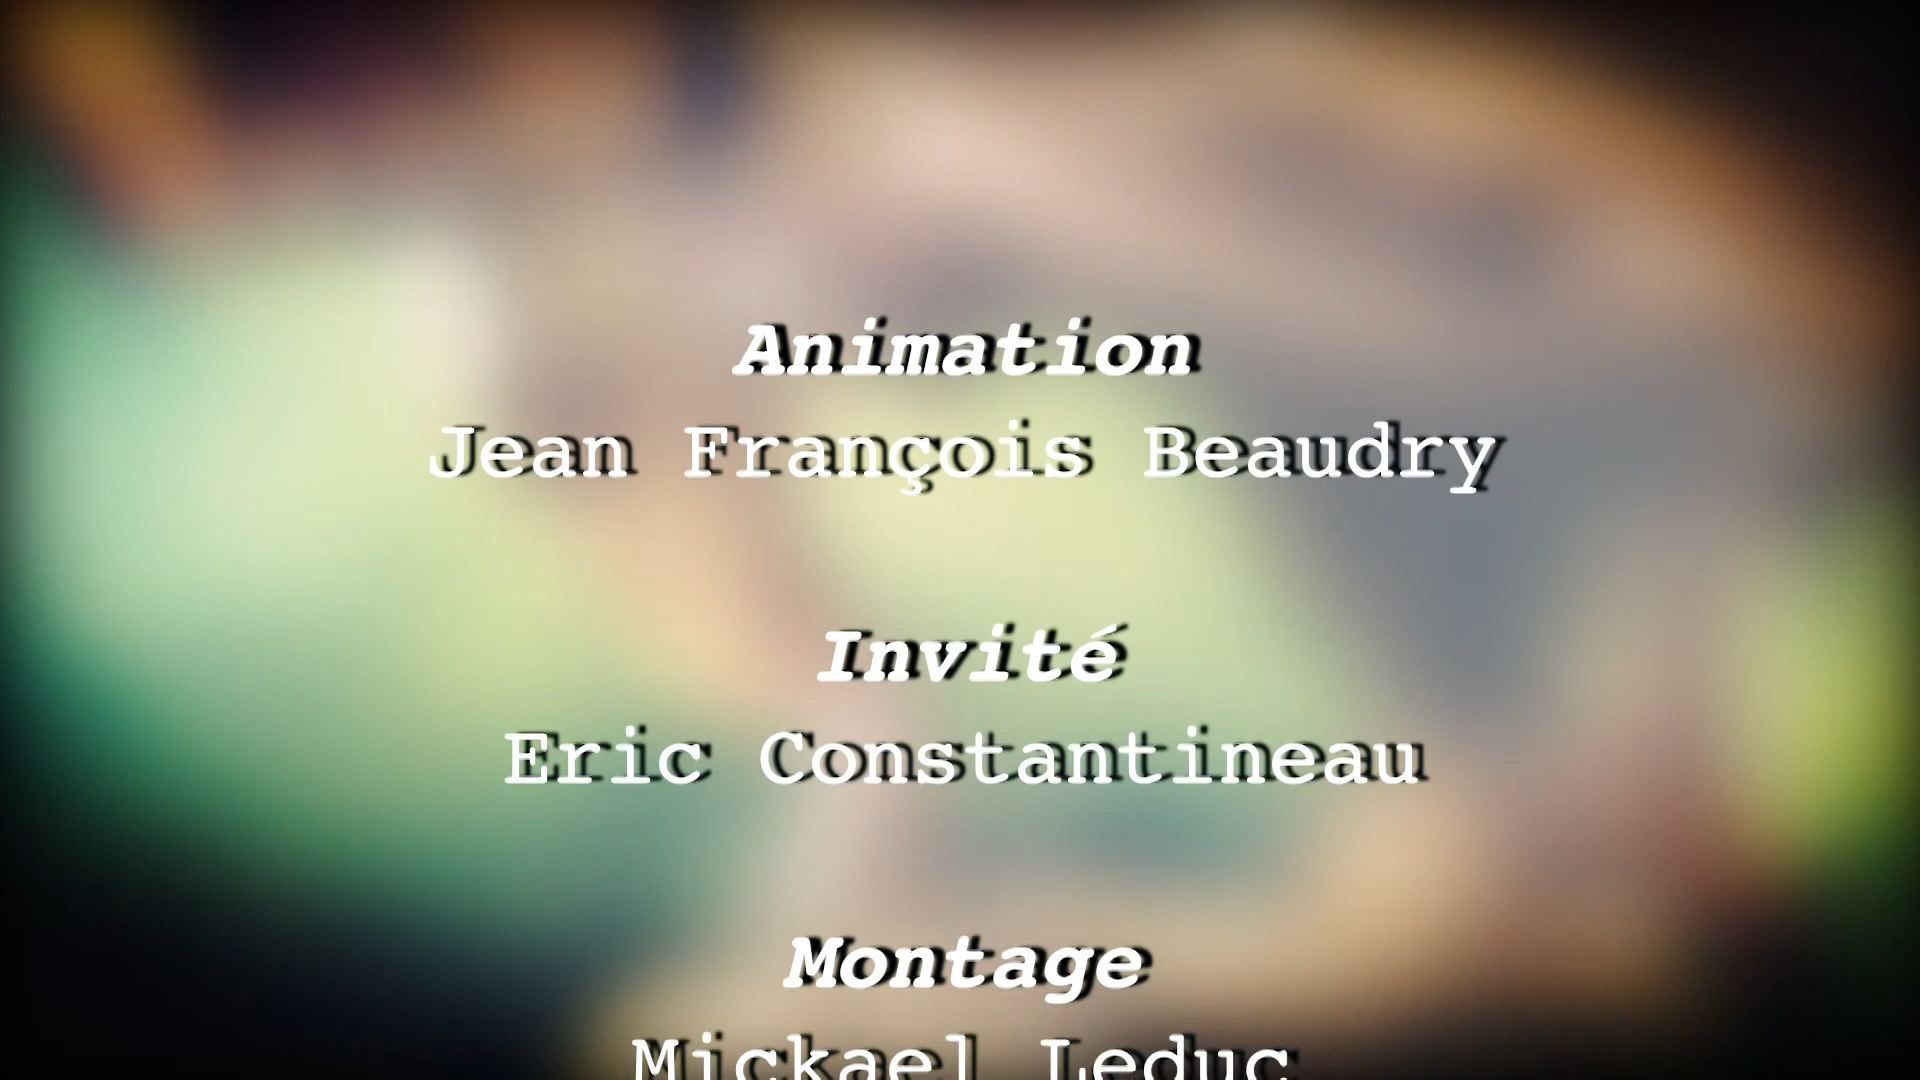 Animation
Jean François Beaudry
Invité
Eric Constantineau
Montage
Mickael Leduc